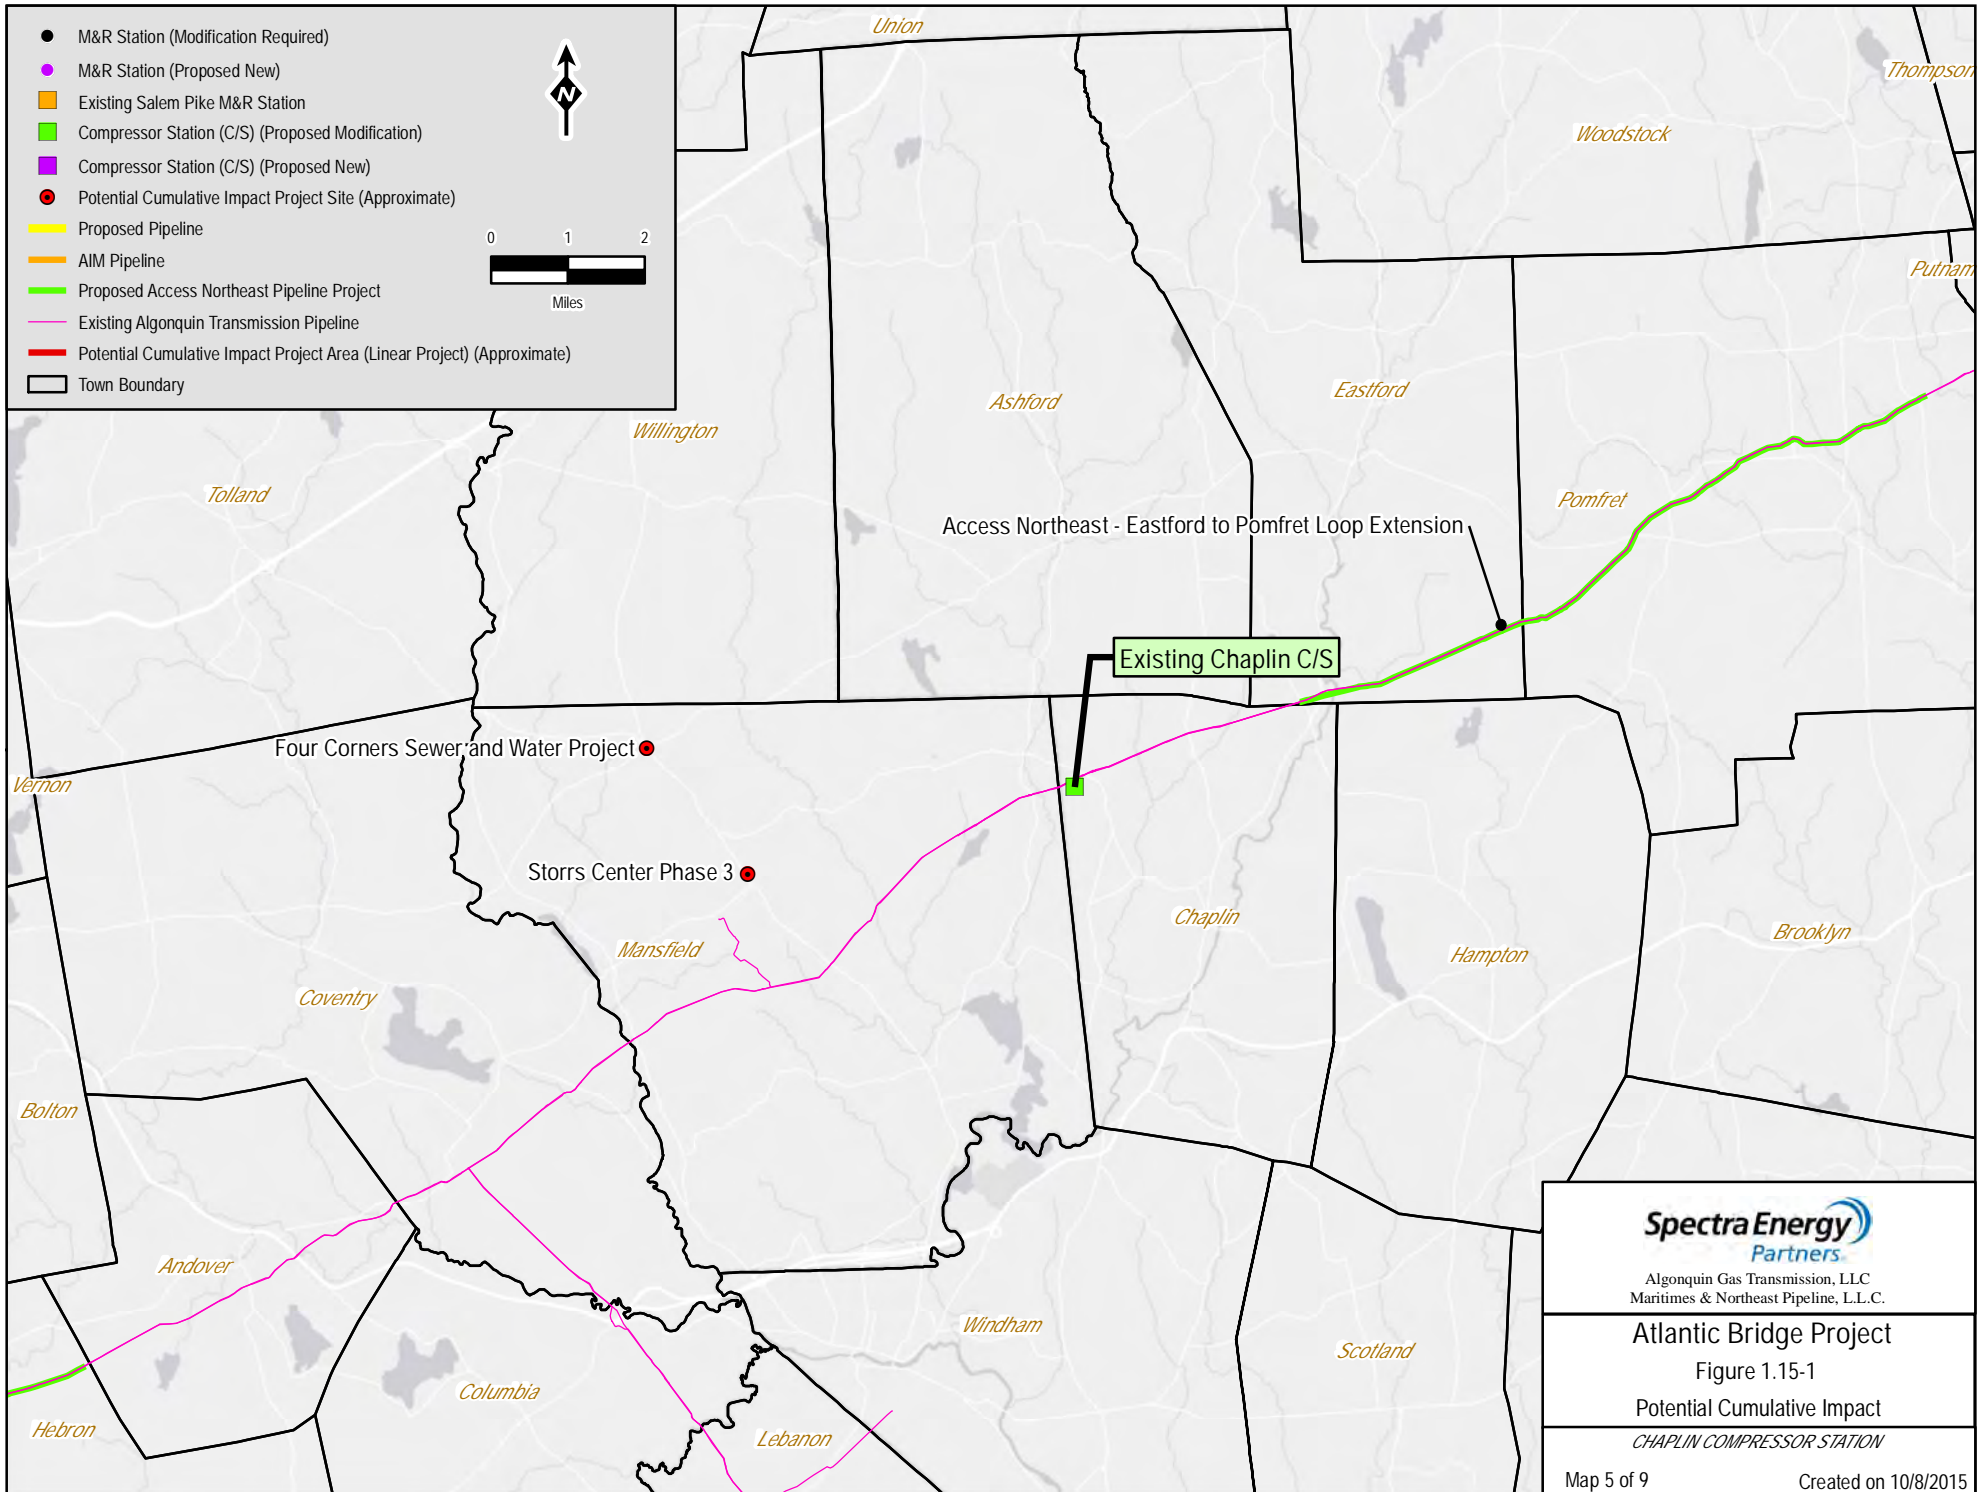 M&R Station (Modification Required)
M&R Station (Proposed New)
Existing Salem Pike M&R Station
Compressor Station (C/S) (Proposed Modification)
Compressor Station (C/S) (Proposed New)
Potential Cumulative Impact Project Site (Approximate)
Proposed Pipeline
AIM Pipeline
Proposed Access Northeast Pipeline Project
Existing Algonquin Transmission Pipeline
Potential Cumulative Impact Project Area (Linear Project) (Approximate)
Town Boundary
N
0 1 2
Miles
Union
Thompson
Woodstock
Putnam
Eastford
Ashford
Willington
Tolland
Pomfret
Access Northeast - Eastford to Pomfret Loop Extension
Existing Chaplin C/S
Four Corners Sewer and Water Project
Vernon
Storrs Center Phase 3
Chaplin
Brooklyn
Mansfield
Hampton
Coventry
Bolton
Andover
Windham
Scotland
Columbia
Hebron
Lebanon
Spectra Energy
Partners
Algonquin Gas Transmission, LLC
Maritimes & Northeast Pipeline, L.L.C.
Atlantic Bridge Project
Figure 1.15-1
Potential Cumulative Impact
CHAPLIN COMPRESSOR STATION
Map 5 of 9 Created on 10/8/2015